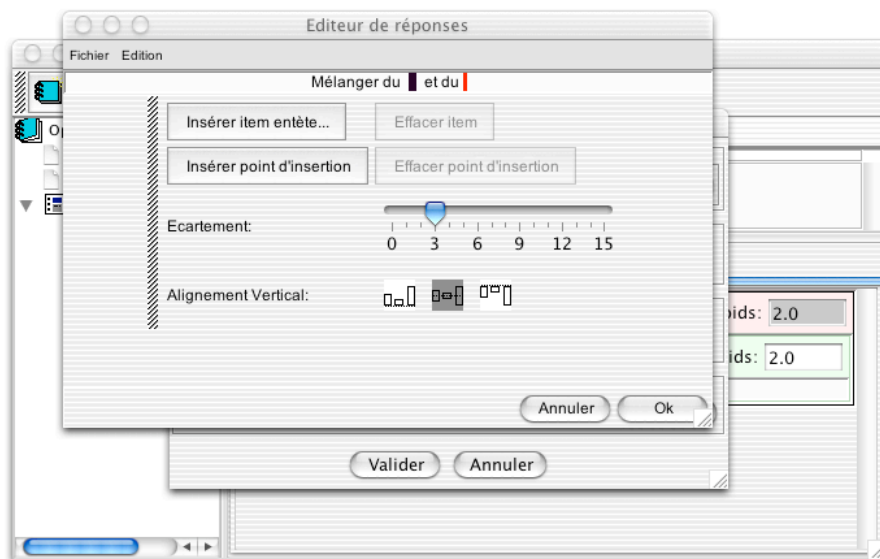 Editeur de réponses
Fichier Edition
Mélanger du et du
Insérer item entète... Effacer item
Insérer point d'insertion Effacer point d'insertion
Ecartement:
0 3 6 9 12 15
Alignement Vertical:
oids: 2.0
ids: 2.0
Annuler Ok
Valider Annuler